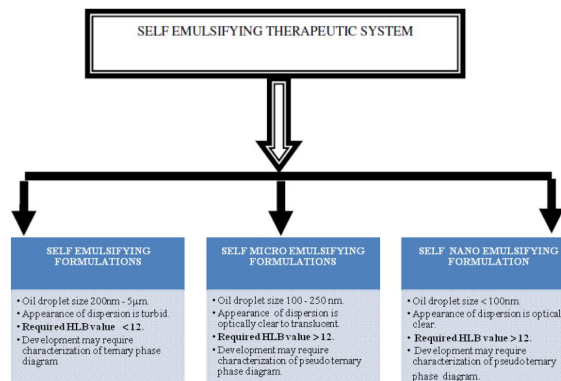 SELF EMULSIFYING THERAPEUTIC SYSTEM
SELF EMULSIFYING
FORMULATIONS
• Oil droplet size 200nm - 5µm.
• Appearance of dispersion is turbid.
• Required HLB value <12.
• Development may require
characterization of ternary phase
diagram
SELF MICRO EMULSIFYING
FORMULATIONS
• Oil droplet size 100 - 250 nm.
• Appearance of dispersion is
optically clear to translucent.
• Required HLB value > 12.
• Development may require
characterization of pseudo ternary
phase diagram.
SELF NANO EMULSIFYING
FORMULATION
• Oil droplet size < 100nm.
• Appearance of dispersion is optical
clear.
• Required HLB value > 12.
• Development may require
characterization of pseudo ternary
phase diagram.